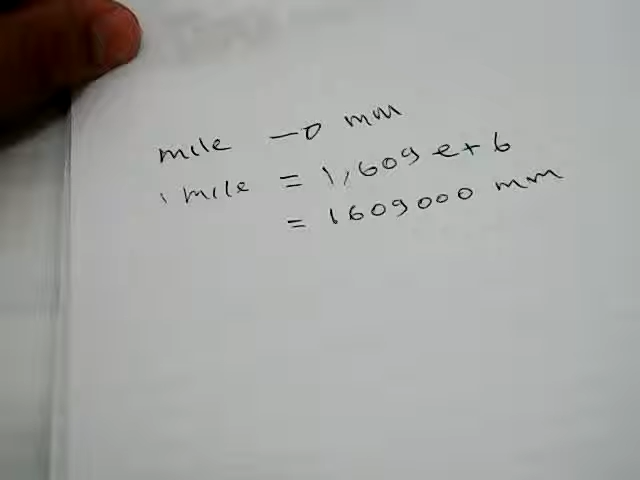 mile → mm
1 mile = 1,609 e+6
= 1609000 mm